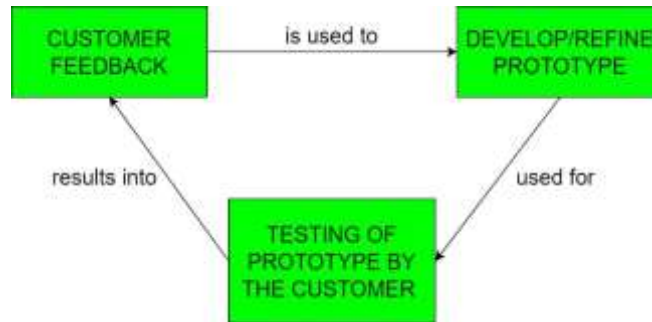 CUSTOMER
FEEDBACK
is used to
DEVELOP/REFINE
PROTOTYPE
results into
used for
TESTING OF
PROTOTYPE BY
THE CUSTOMER